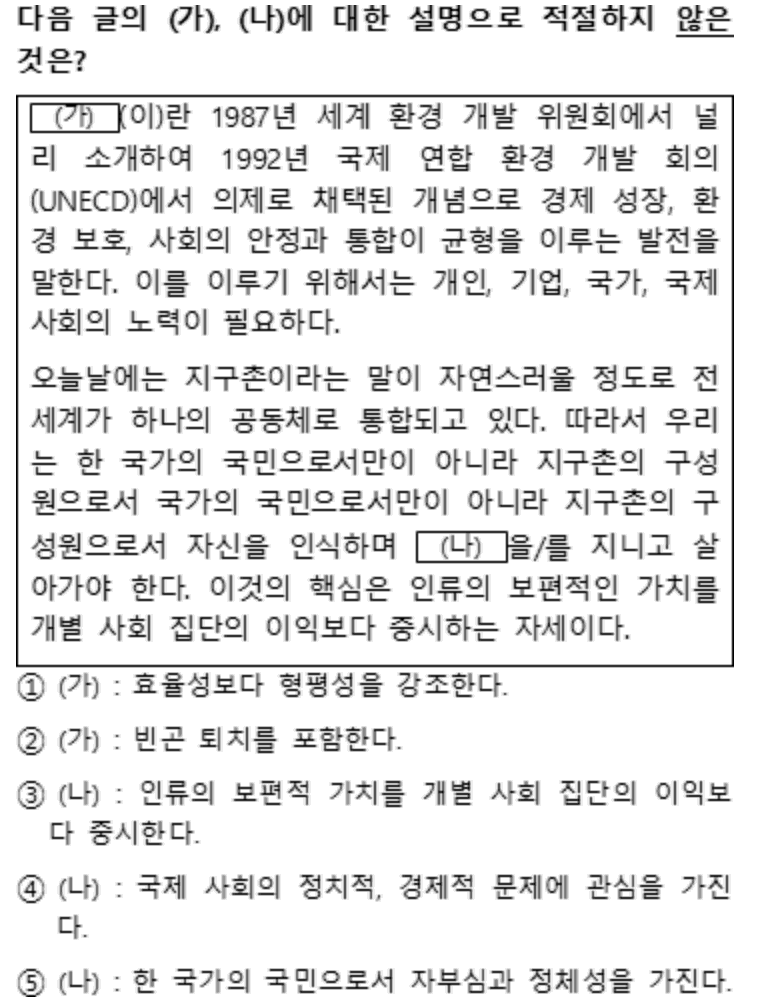 다음 글의 (가), (나)에 대한 설명으로 적절하지 않은
것은?
(가) (이)란 1987년 세계 환경 개발 위원회에서 널
리 소개하여 1992년 국제 연합 환경 개발 회의
(UNECD)에서 의제로 채택된 개념으로 경제 성장, 환
경 보호, 사회의 안정과 통합이 균형을 이루는 발전을
말한다. 이를 이루기 위해서는 개인, 기업, 국가, 국제
사회의 노력이 필요하다.
오늘날에는 지구촌이라는 말이 자연스러울 정도로 전
세계가 하나의 공동체로 통합되고 있다. 따라서 우리
는 한 국가의 국민으로서만이 아니라 지구촌의 구성
원으로서 국가의 국민으로서만이 아니라 지구촌의 구
성원으로서 자신을 인식하며 (나) 을/를 지니고 살
아가야 한다. 이것의 핵심은 인류의 보편적인 가치를
개별 사회 집단의 이익보다 중시하는 자세이다.
① (가) : 효율성보다 형평성을 강조한다.
② (가) : 빈곤 퇴치를 포함한다.
③ (나) : 인류의 보편적 가치를 개별 사회 집단의 이익보
다 중시한다.
④ (나) : 국제 사회의 정치적, 경제적 문제에 관심을 가진
다.
⑤ (나) : 한 국가의 국민으로서 자부심과 정체성을 가진다.